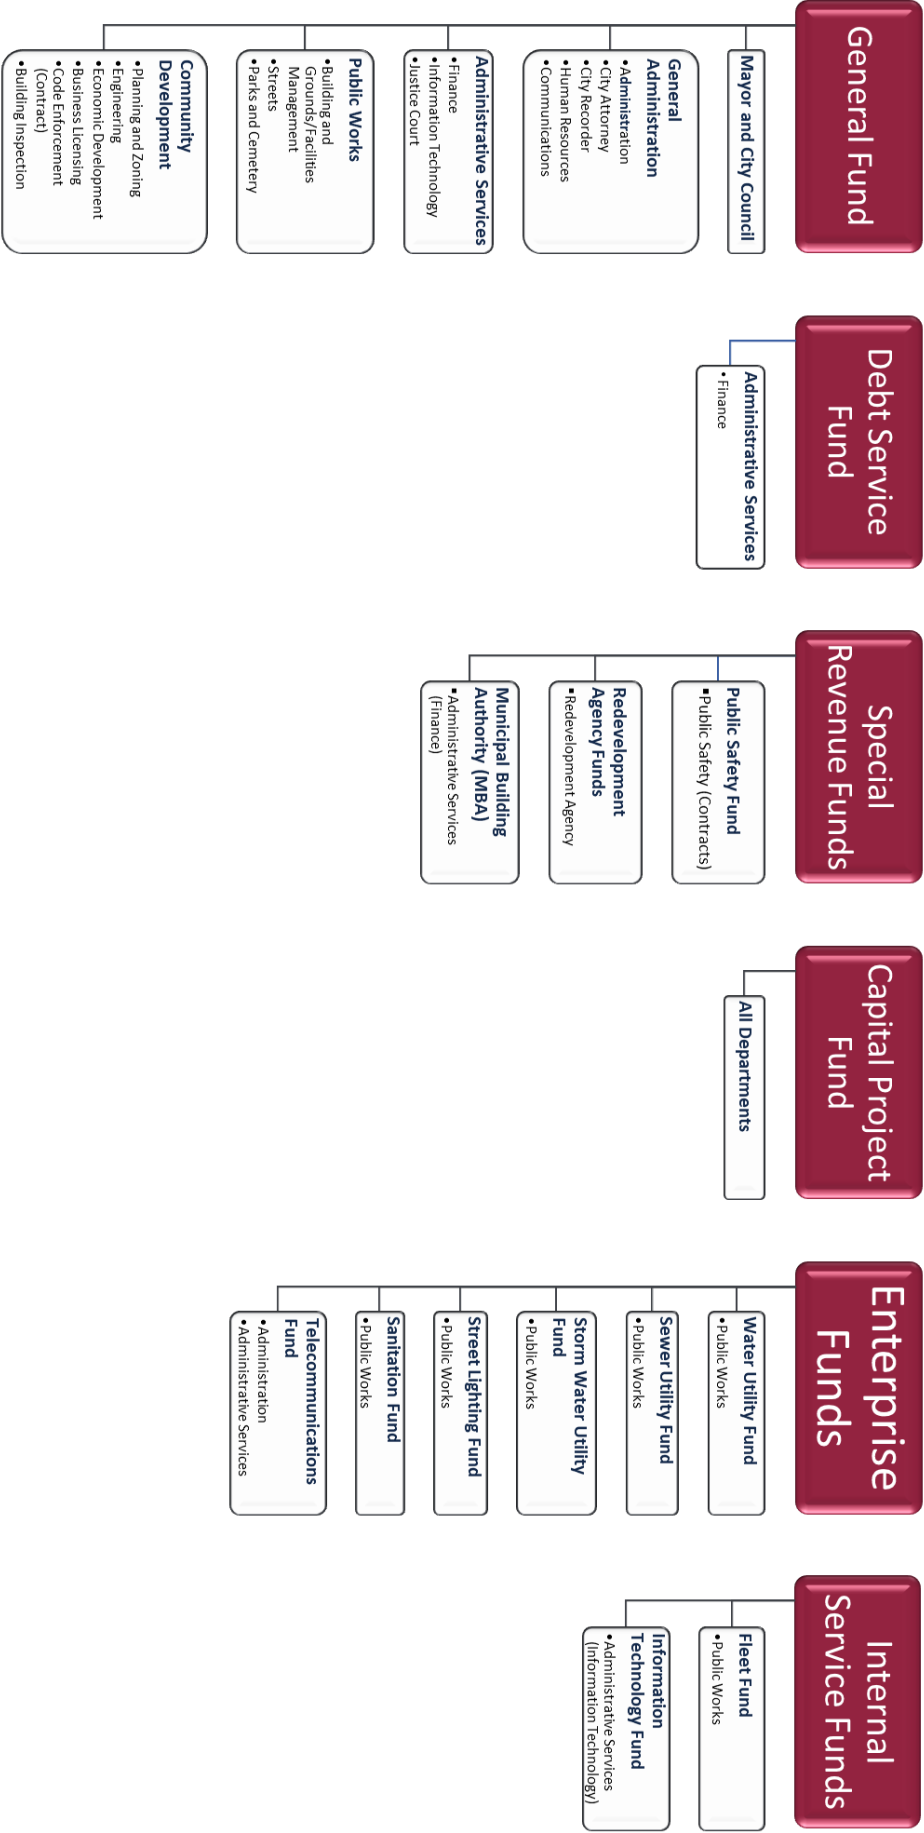 General Fund
Mayor and City Council
General
Administration
•Administration
•City Attorney
•City Recorder
•Human Resources
•Communications
Administrative Services
•Finance
•Information Technology
•Justice Court
Public Works
•Building and
Grounds/Facilities
Management
•Streets
•Parks and Cemetery
Community
Development
•Planning and Zoning
•Engineering
•Economic Development
•Business Licensing
•Code Enforcement
(Contract)
•Building Inspection
Debt Service
Fund
Administrative Services
• Finance
Special
Revenue Funds
Public Safety Fund
▪Public Safety (Contracts)
Redevelopment
Agency Funds
▪Redevelopment Agency
Municipal Building
Authority (MBA)
▪Administrative Services
(Finance)
Capital Project
Fund
All Departments
Enterprise
Funds
Water Utility Fund
•Public Works
Sewer Utility Fund
•Public Works
Storm Water Utility
Fund
•Public Works
Street Lighting Fund
•Public Works
Sanitation Fund
•Public Works
Telecommunications
Fund
•Administration
•Administrative Services
Internal
Service Funds
Fleet Fund
•Public Works
Information
Technology Fund
•Administrative Services
(Information Technology)